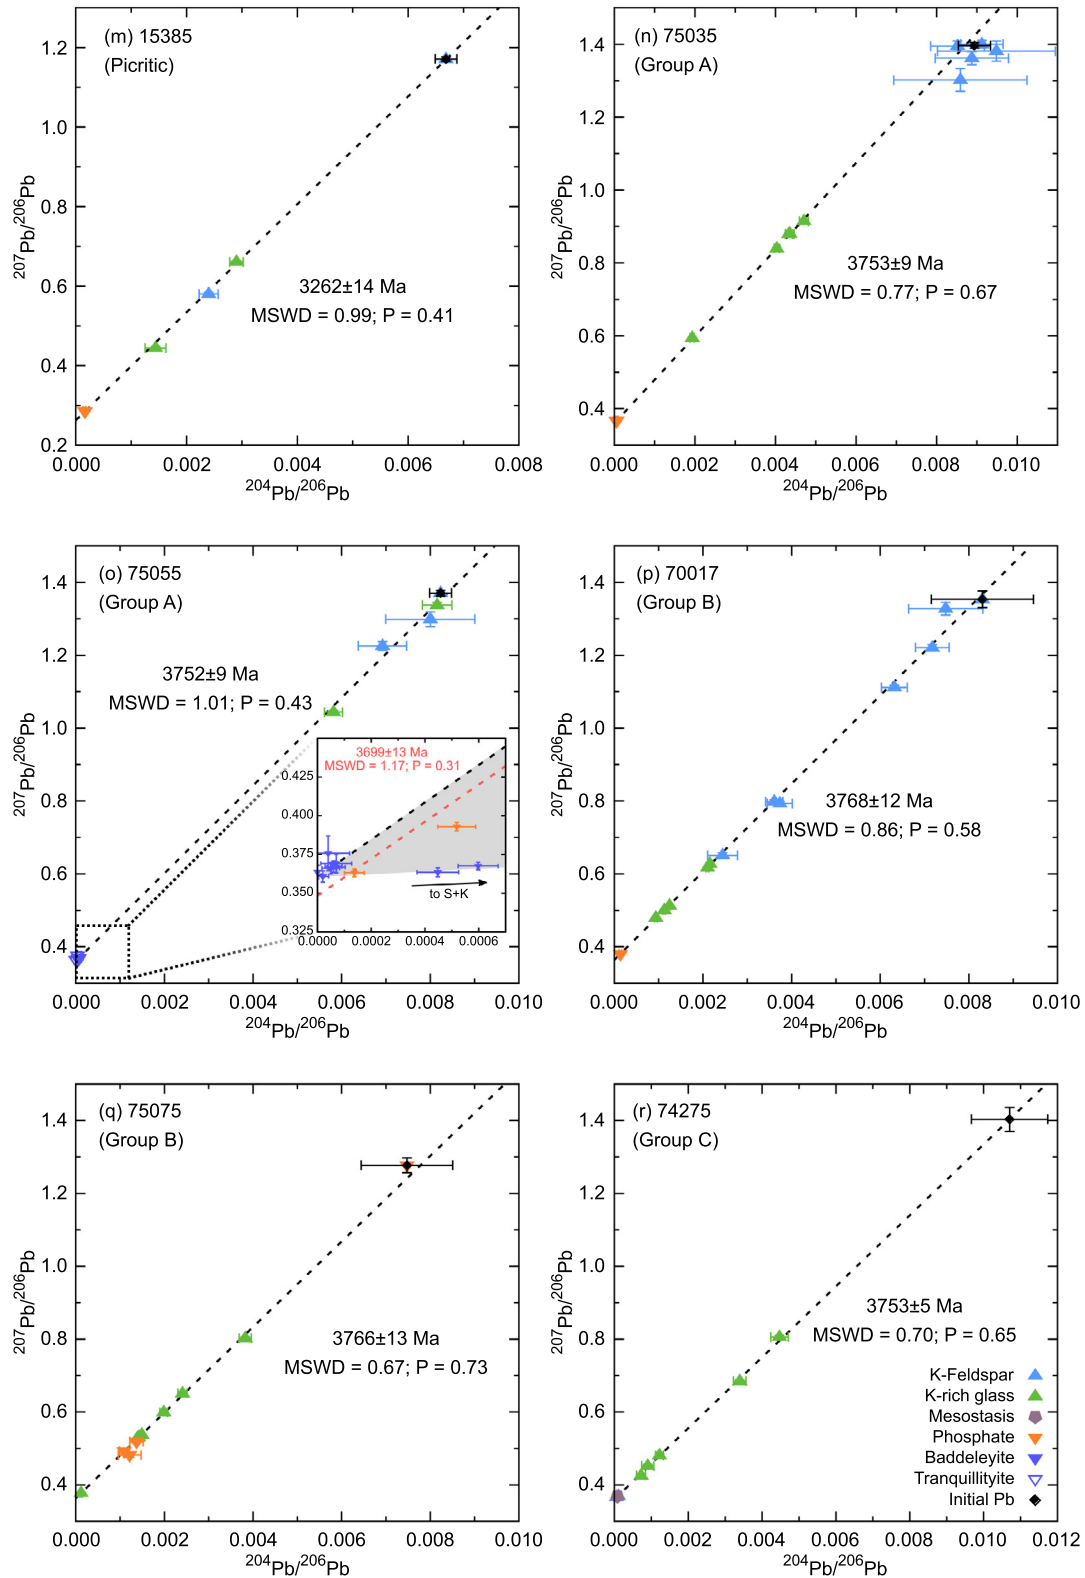 (m) 15385
(Picritic)
3262±14 Ma
MSWD = 0.99; P = 0.41
1.2
1.0
0.8
0.6
0.4
0.2
207Pb/206Pb
0.000 0.002 0.004 0.006 0.008
204Pb/206Pb
(n) 75035
(Group A)
3753±9 Ma
MSWD = 0.77; P = 0.67
1.4
1.2
1.0
0.8
0.6
0.4
207Pb/206Pb
0.000 0.002 0.004 0.006 0.008 0.010
204Pb/206Pb
(o) 75055
(Group A)
3752±9 Ma
MSWD = 1.01; P = 0.43
1.4
1.2
1.0
0.8
0.6
0.4
207Pb/206Pb
3699±13 Ma
MSWD = 1.17; P = 0.31
0.425
0.400
0.375
0.350
0.325
to S+K
0.0000 0.0002 0.0004 0.0006
0.000 0.002 0.004 0.006 0.008 0.010
204Pb/206Pb
(p) 70017
(Group B)
3768±12 Ma
MSWD = 0.86; P = 0.58
1.4
1.2
1.0
0.8
0.6
0.4
207Pb/206Pb
0.000 0.002 0.004 0.006 0.008 0.010
204Pb/206Pb
(q) 75075
(Group B)
3766±13 Ma
MSWD = 0.67; P = 0.73
1.4
1.2
1.0
0.8
0.6
0.4
207Pb/206Pb
0.000 0.002 0.004 0.006 0.008 0.010
204Pb/206Pb
(r) 74275
(Group C)
3753±5 Ma
MSWD = 0.70; P = 0.65
1.4
1.2
1.0
0.8
0.6
0.4
207Pb/206Pb
K-Feldspar
K-rich glass
Mesostasis
Phosphate
Baddeleyite
Tranquillityite
Initial Pb
0.000 0.002 0.004 0.006 0.008 0.010 0.012
204Pb/206Pb